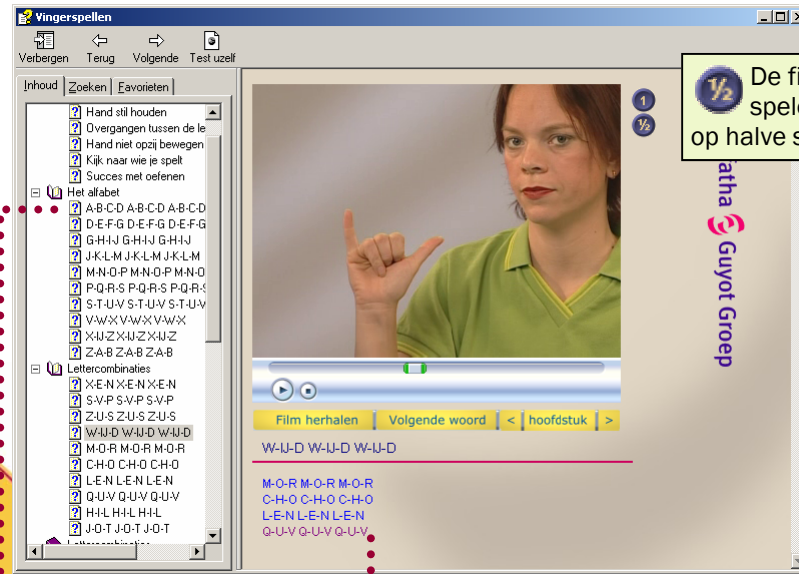 Vingerspellen
Verbergen Terug Volgende Test uzelf
Inhoud Zoeken Favorieten
Hand stil houden
Overgangen tussen de le
Hand niet opzij bewegen
Kijk naar wie je spelt
Succes met oefenen
Het alfabet
A-B-C-D A-B-C-D A-B-C-D
D-E-F-G D-E-F-G D-E-F-G
G-H-I-J G-H-I-J G-H-I-J
J-K-L-M J-K-L-M J-K-L-M
M-N-O-P M-N-O-P M-N-O
P-Q-R-S P-Q-R-S P-Q-R-S
S-T-U-V S-T-U-V S-T-U-V
V-W-X V-W-X V-W-X
X-IJ-Z X-IJ-Z X-IJ-Z
Z-A-B Z-A-B Z-A-B
Lettercombinaties
X-E-N X-E-N X-E-N
S-V-P S-V-P S-V-P
Z-U-S Z-U-S Z-U-S
W-IJ-D W-IJ-D W-IJ-D
M-O-R M-O-R M-O-R
C-H-O C-H-O C-H-O
L-E-N L-E-N L-E-N
Q-U-V Q-U-V Q-U-V
H-I-L H-I-L H-I-L
J-O-T J-O-T J-O-T
Lettercombinaties
1
½
½ De fi
spele
op halve s
atha Guyot Groep
Film herhalen Volgende woord < hoofdstuk >
W-IJ-D W-IJ-D W-IJ-D
M-O-R M-O-R M-O-R
C-H-O C-H-O C-H-O
L-E-N L-E-N L-E-N
Q-U-V Q-U-V Q-U-V